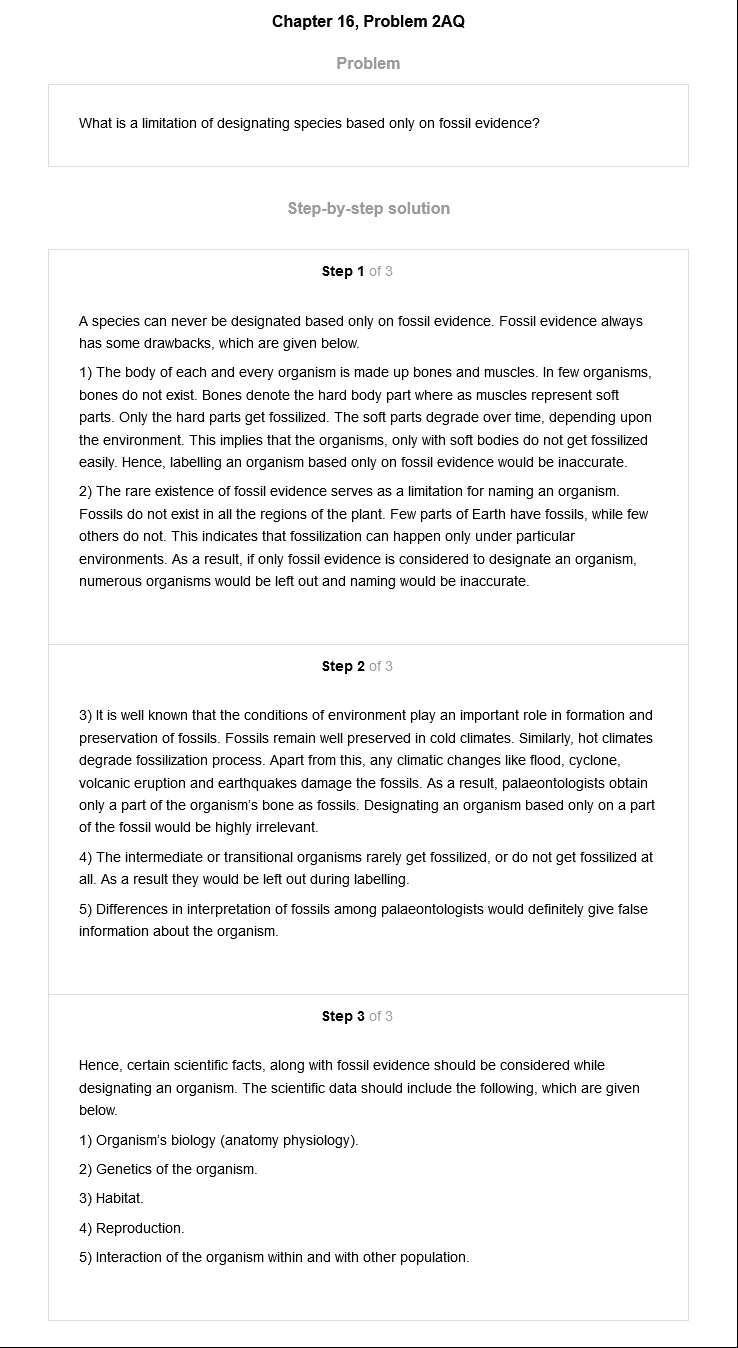 Chapter 16, Problem 2AQ
Problem
What is a limitation of designating species based only on fossil evidence?
Step-by-step solution
Step 1 of 3
A species can never be designated based only on fossil evidence. Fossil evidence always
has some drawbacks, which are given below.
1) The body of each and every organism is made up bones and muscles. In few organisms,
bones do not exist. Bones denote the hard body part where as muscles represent soft
parts. Only the hard parts get fossilized. The soft parts degrade over time, depending upon
the environment. This implies that the organisms, only with soft bodies do not get fossilized
easily. Hence, labelling an organism based only on fossil evidence would be inaccurate.
2) The rare existence of fossil evidence serves as a limitation for naming an organism.
Fossils do not exist in all the regions of the plant. Few parts of Earth have fossils, while few
others do not. This indicates that fossilization can happen only under particular
environments. As a result, if only fossil evidence is considered to designate an organism,
numerous organisms would be left out and naming would be inaccurate.
Step 2 of 3
3) It is well known that the conditions of environment play an important role in formation and
preservation of fossils. Fossils remain well preserved in cold climates. Similarly, hot climates
degrade fossilization process. Apart from this, any climatic changes like flood, cyclone,
volcanic eruption and earthquakes damage the fossils. As a result, palaeontologists obtain
only a part of the organism's bone as fossils. Designating an organism based only on a part
of the fossil would be highly irrelevant.
4) The intermediate or transitional organisms rarely get fossilized, or do not get fossilized at
all. As a result they would be left out during labelling.
5) Differences in interpretation of fossils among palaeontologists would definitely give false
information about the organism.
Step 3 of 3
Hence, certain scientific facts, along with fossil evidence should be considered while
designating an organism. The scientific data should include the following, which are given
below.
1) Organism's biology (anatomy physiology).
2) Genetics of the organism.
3) Habitat.
4) Reproduction.
5) Interaction of the organism within and with other population.